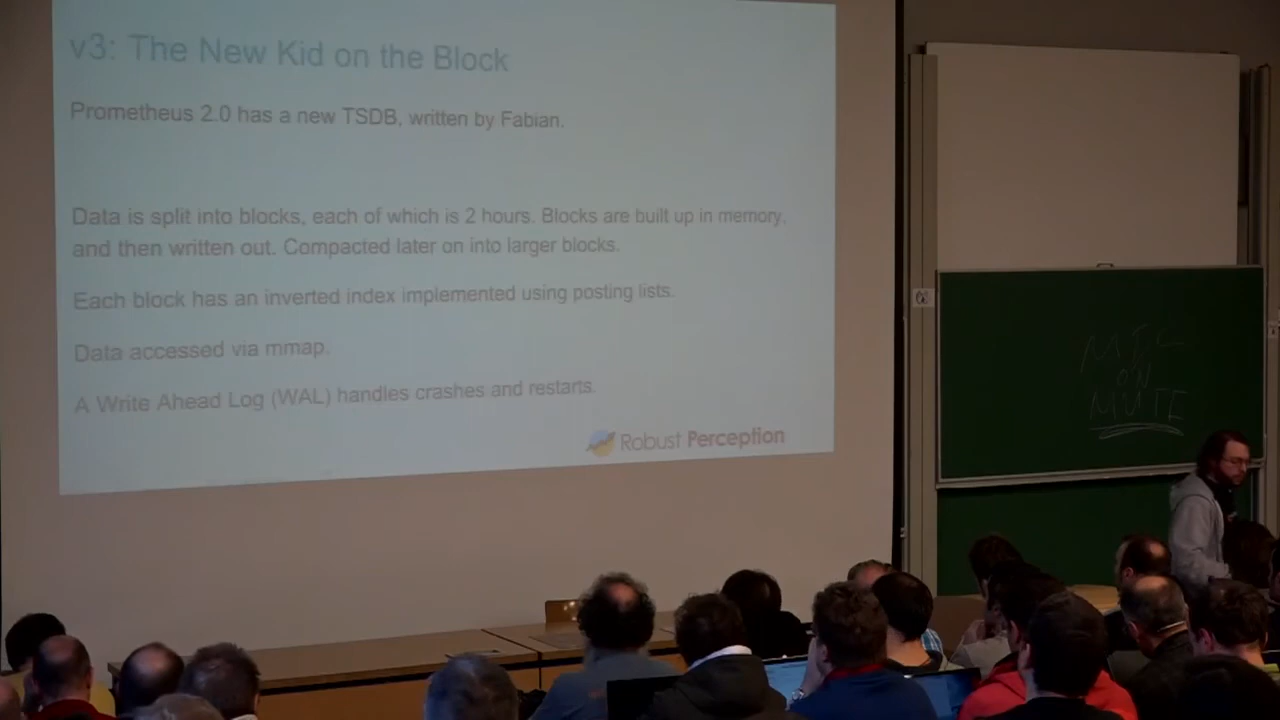 v3: The New Kid on the Block
Prometheus 2.0 has a new TSDB, written by Fabian.
Data is split into blocks, each of which is 2 hours. Blocks are built up in memory,
and then written out. Compacted later on into larger blocks.
Each block has an inverted index implemented using posting lists.
Data accessed via mmap.
A Write Ahead Log (WAL) handles crashes and restarts.
Robust Perception
MIC
ON
MUTE